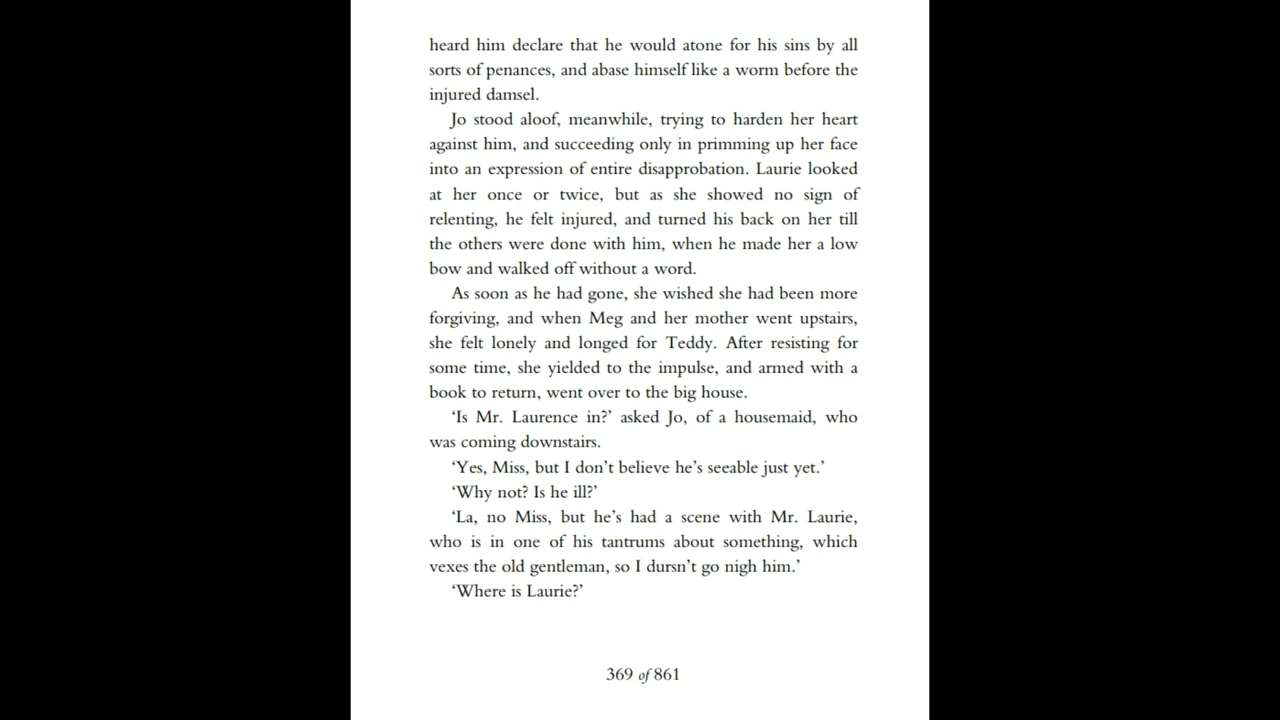 heard him declare that he would atone for his sins by all
sorts of penances, and abase himself like a worm before the
injured damsel.
Jo stood aloof, meanwhile, trying to harden her heart
against him, and succeeding only in primming up her face
into an expression of entire disapprobation. Laurie looked
at her once or twice, but as she showed no sign of
relenting, he felt injured, and turned his back on her till
the others were done with him, when he made her a low
bow and walked off without a word.
As soon as he had gone, she wished she had been more
forgiving, and when Meg and her mother went upstairs,
she felt lonely and longed for Teddy. After resisting for
some time, she yielded to the impulse, and armed with a
book to return, went over to the big house.
‘Is Mr. Laurence in?’ asked Jo, of a housemaid, who
was coming downstairs.
‘Yes, Miss, but I don’t believe he’s seeable just yet.’
‘Why not? Is he ill?’
‘La, no Miss, but he’s had a scene with Mr. Laurie,
who is in one of his tantrums about something, which
vexes the old gentleman, so I dursn’t go nigh him.’
‘Where is Laurie?’
369 of 861